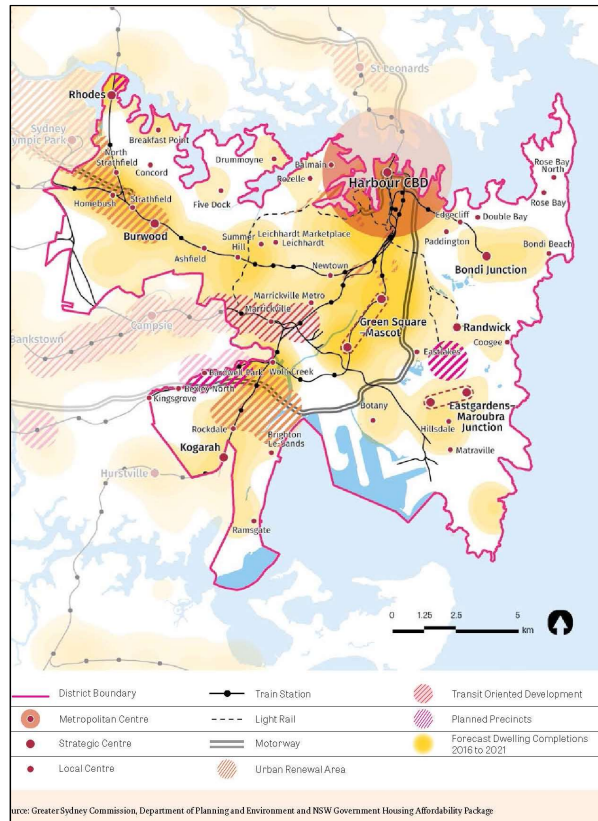 St Leonards
Rhodes
Sydney
Olympic Park
Breakfast Point
North
Strathfield
Concord
Drummoyne
Balmain
Rozelle
Harbour CBD
Rose Bay
North
Homebush
Strathfield
Five Dock
Edgecliff
Double Bay
Rose Bay
Burwood
Summer
Hill
Leichhardt Marketplace
Leichhardt
Paddington
Bondi Beach
Ashfield
Newtown
Bondi Junction
Marrickville Metro
Marrickville
Campsie
Bankstown
Green Square
Mascot
Randwick
Coogee
Eastlakes
Bardwell Park
Wolli Creek
Bexley North
Kingsgrove
Eastgardens-
Maroubra
Junction
Botany
Rockdale
Brighton
Le-Sands
Hillsdale
Kogarah
Matraville
Hurstville
Ramsgate
0 1.25 2.5 5
km
District Boundary
Train Station
Transit Oriented Development
Metropolitan Centre
Light Rail
Planned Precincts
Strategic Centre
Motorway
Forecast Dwelling Completions
2016 to 2021
Local Centre
Urban Renewal Area
urce: Greater Sydney Commission, Department of Planning and Environment and NSW Government Housing Affordability Package